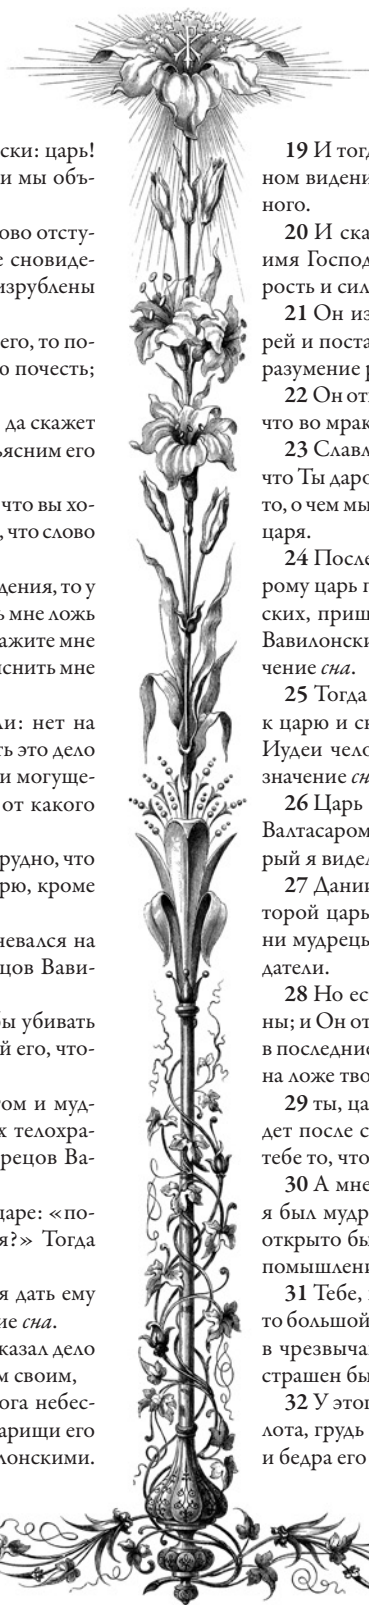 ски: царь!
и мы объ-
ово отсту-
е сновиде-
изрублены
его, то по-
ю почесть;
да скажет
ясним его
что вы хо-
, что слово
дения, то у
ь мне ложь
ажите мне
яснить мне
ли: нет на
ть это дело
и могуще-
от какого
рудно, что
рю, кроме
невался на
цов Вави-
бы убивать
й его, что-
том и муд-
х телохра-
рецов Ва-
царе: «по-
я?» Тогда
я дать ему
ие сна.
казал дело
м своим,
ога небес-
арищи его
лонскими.
19 И тогд
ном видени
ного.
20 И ска
имя Господ
рость и сил
21 Он из
рей и поста
разумение р
22 Он от
что во мрак
23 Славл
что Ты даро
то, о чем мы
царя.
24 После
рому царь п
ских, приш
Вавилонски
чение сна.
25 Тогда
к царю и ск
Иудеи чело
значение сн
26 Царь
Валтасаром
рый я видел
27 Дании
торой царь
ни мудрець
датели.
28 Но ес
ны; и Он от
в последние
на ложе тво
29 ты, ца
дет после с
тебе то, что
30 А мне
я был мудр
открыто бы
помышлени
31 Тебе,
то большой
в чрезвыча
страшен бы
32 У этог
лота, грудь
и бедра его